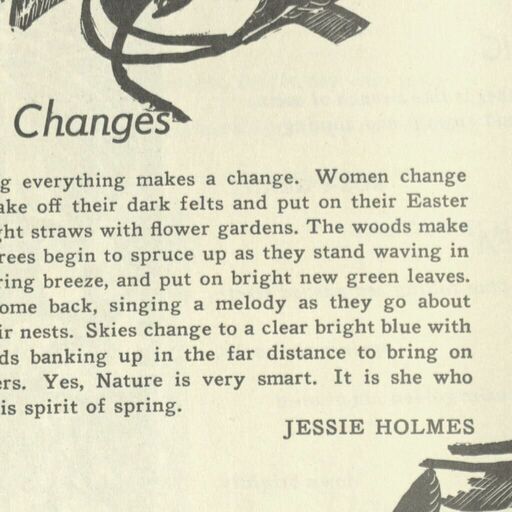 Changes
g everything makes a change. Women change
ake off their dark felts and put on their Easter
ght straws with flower gardens. The woods make
rees begin to spruce up as they stand waving in
ring breeze, and put on bright new green leaves.
ome back, singing a melody as they go about
ir nests. Skies change to a clear bright blue with
ds banking up in the far distance to bring on
ers. Yes, Nature is very smart. It is she who
is spirit of spring.
JESSIE HOLMES